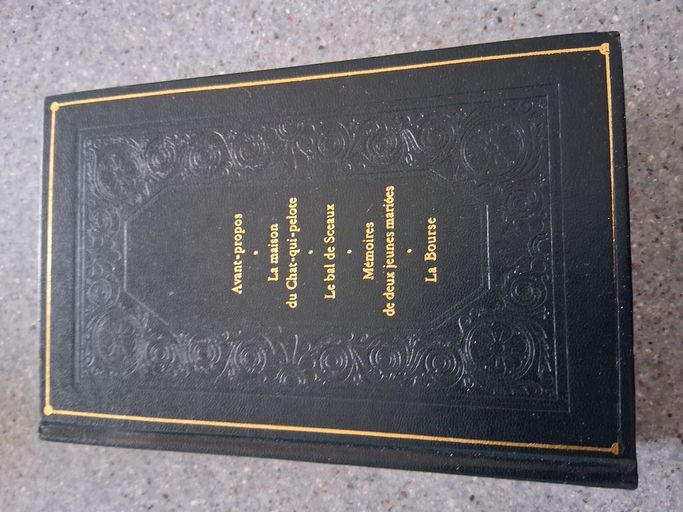 Avant-propos
•
La maison
du Chat-qui-pelote
•
Le bal de Sceaux
•
Mémoires
de deux jeunes mariées
•
La Bourse